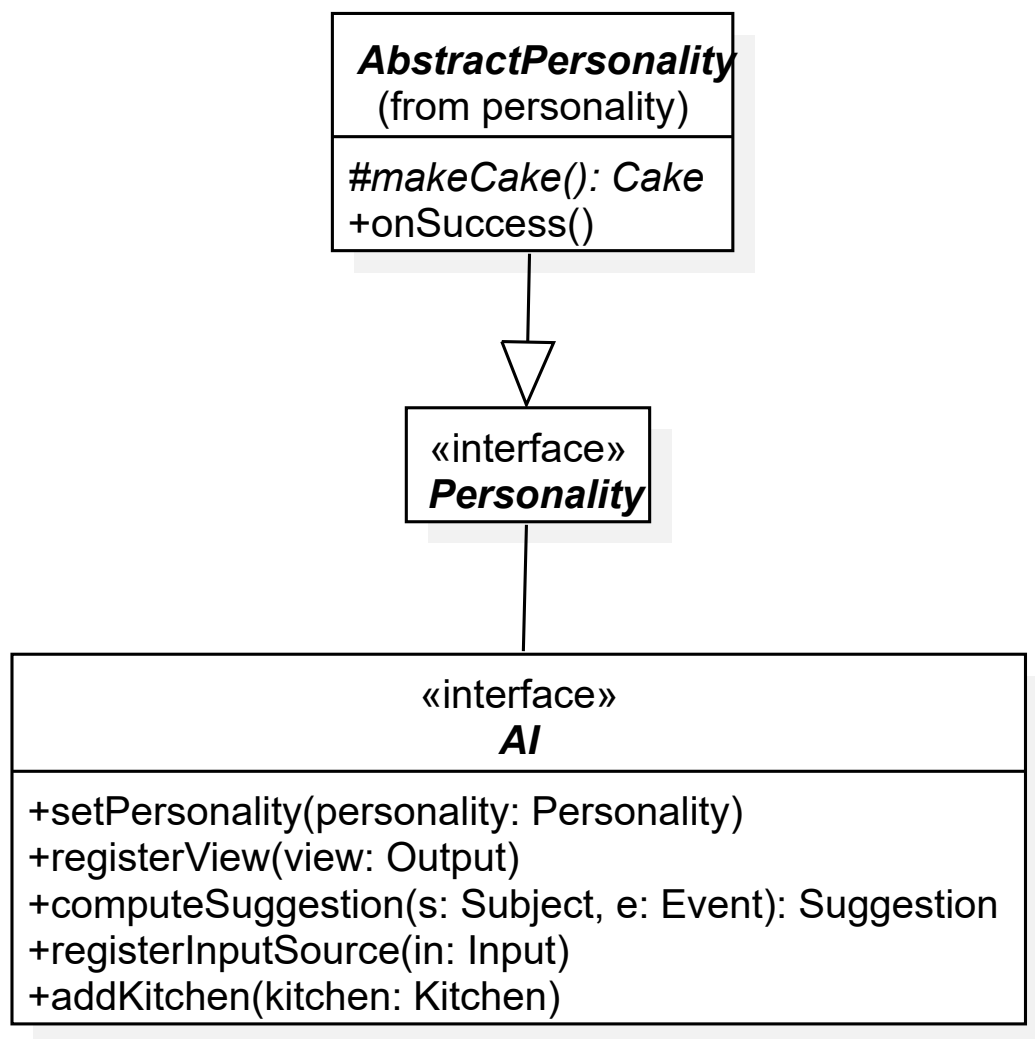 AbstractPersonality
(from personality)
#makeCake(): Cake
+onSuccess()
«interface»
Personality
«interface»
AI
+setPersonality(personality: Personality)
+registerView(view: Output)
+computeSuggestion(s: Subject, e: Event): Suggestion
+registerInputSource(in: Input)
+addKitchen(kitchen: Kitchen)